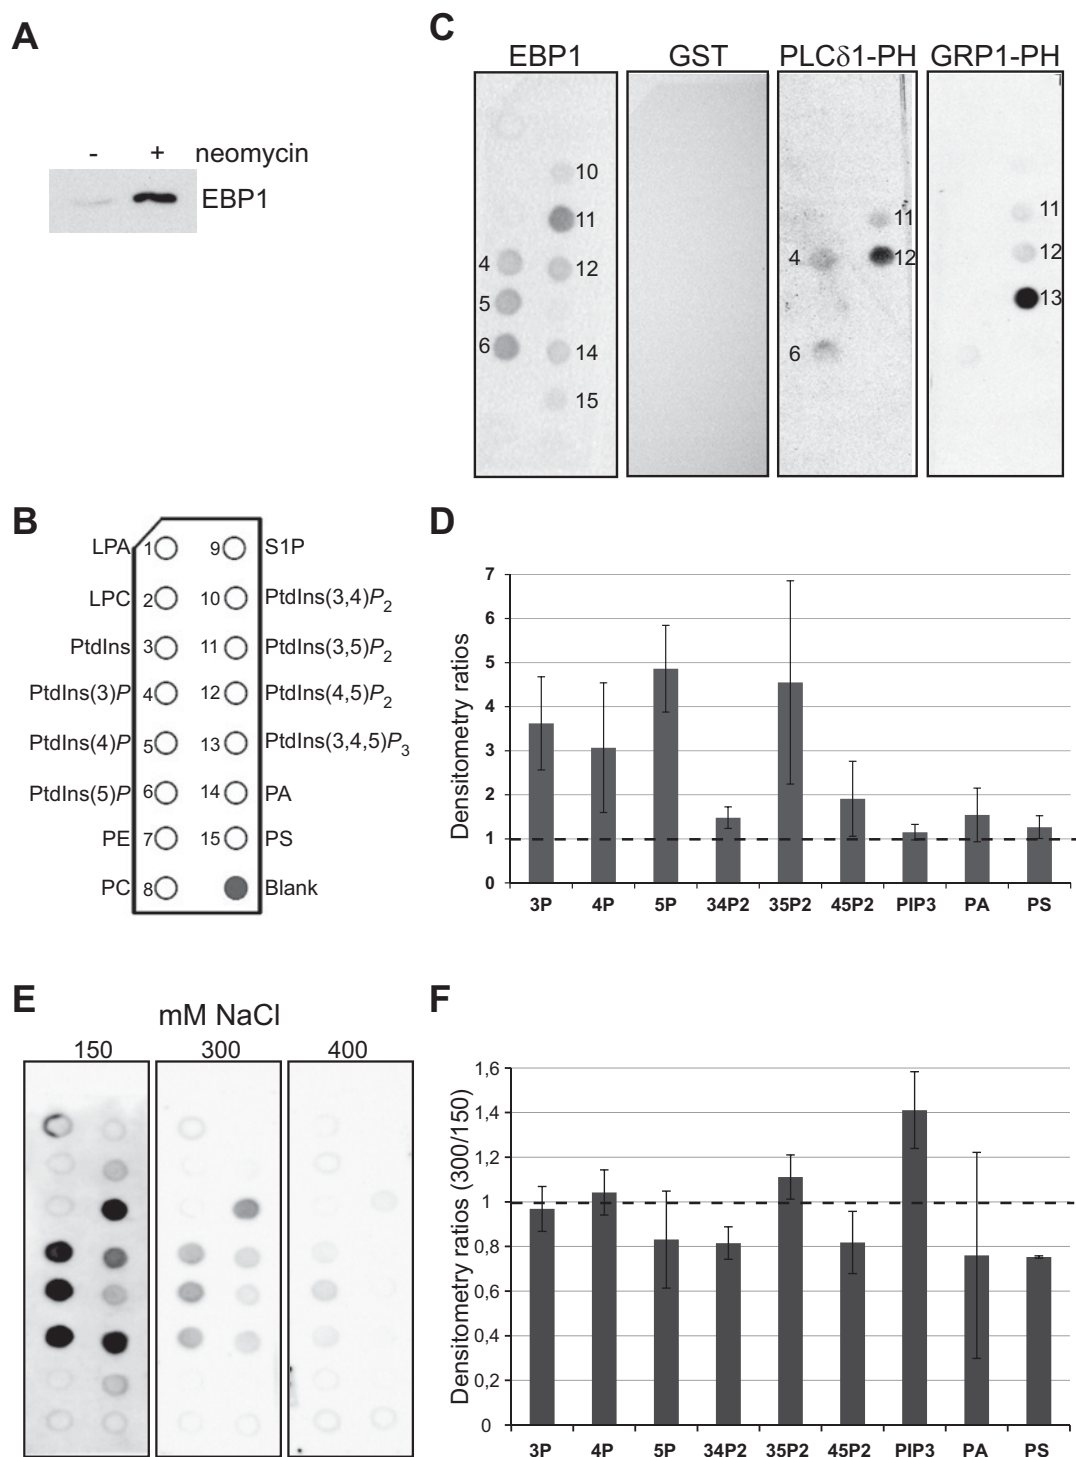 A
- + neomycin
EBP1
C
EBP1 GST PLCδ1-PH GRP1-PH
10
11
4 12
5
6 14
15
11
4 12
6
11
12
13
B
LPA 1 9 S1P
LPC 2 10 PtdIns(3,4)P2
PtdIns 3 11 PtdIns(3,5)P2
PtdIns(3)P 4 12 PtdIns(4,5)P2
PtdIns(4)P 5 13 PtdIns(3,4,5)P3
PtdIns(5)P 6 14 PA
PE 7 15 PS
PC 8 Blank
D
Densitometry ratios
7
6
5
4
3
2
1
0
3P 4P 5P 34P2 35P2 45P2 PIP3 PA PS
E
mM NaCl
150 300 400
F
Densitometry ratios (300/150)
1,6
1,4
1,2
1
0,8
0,6
0,4
0,2
0
3P 4P 5P 34P2 35P2 45P2 PIP3 PA PS